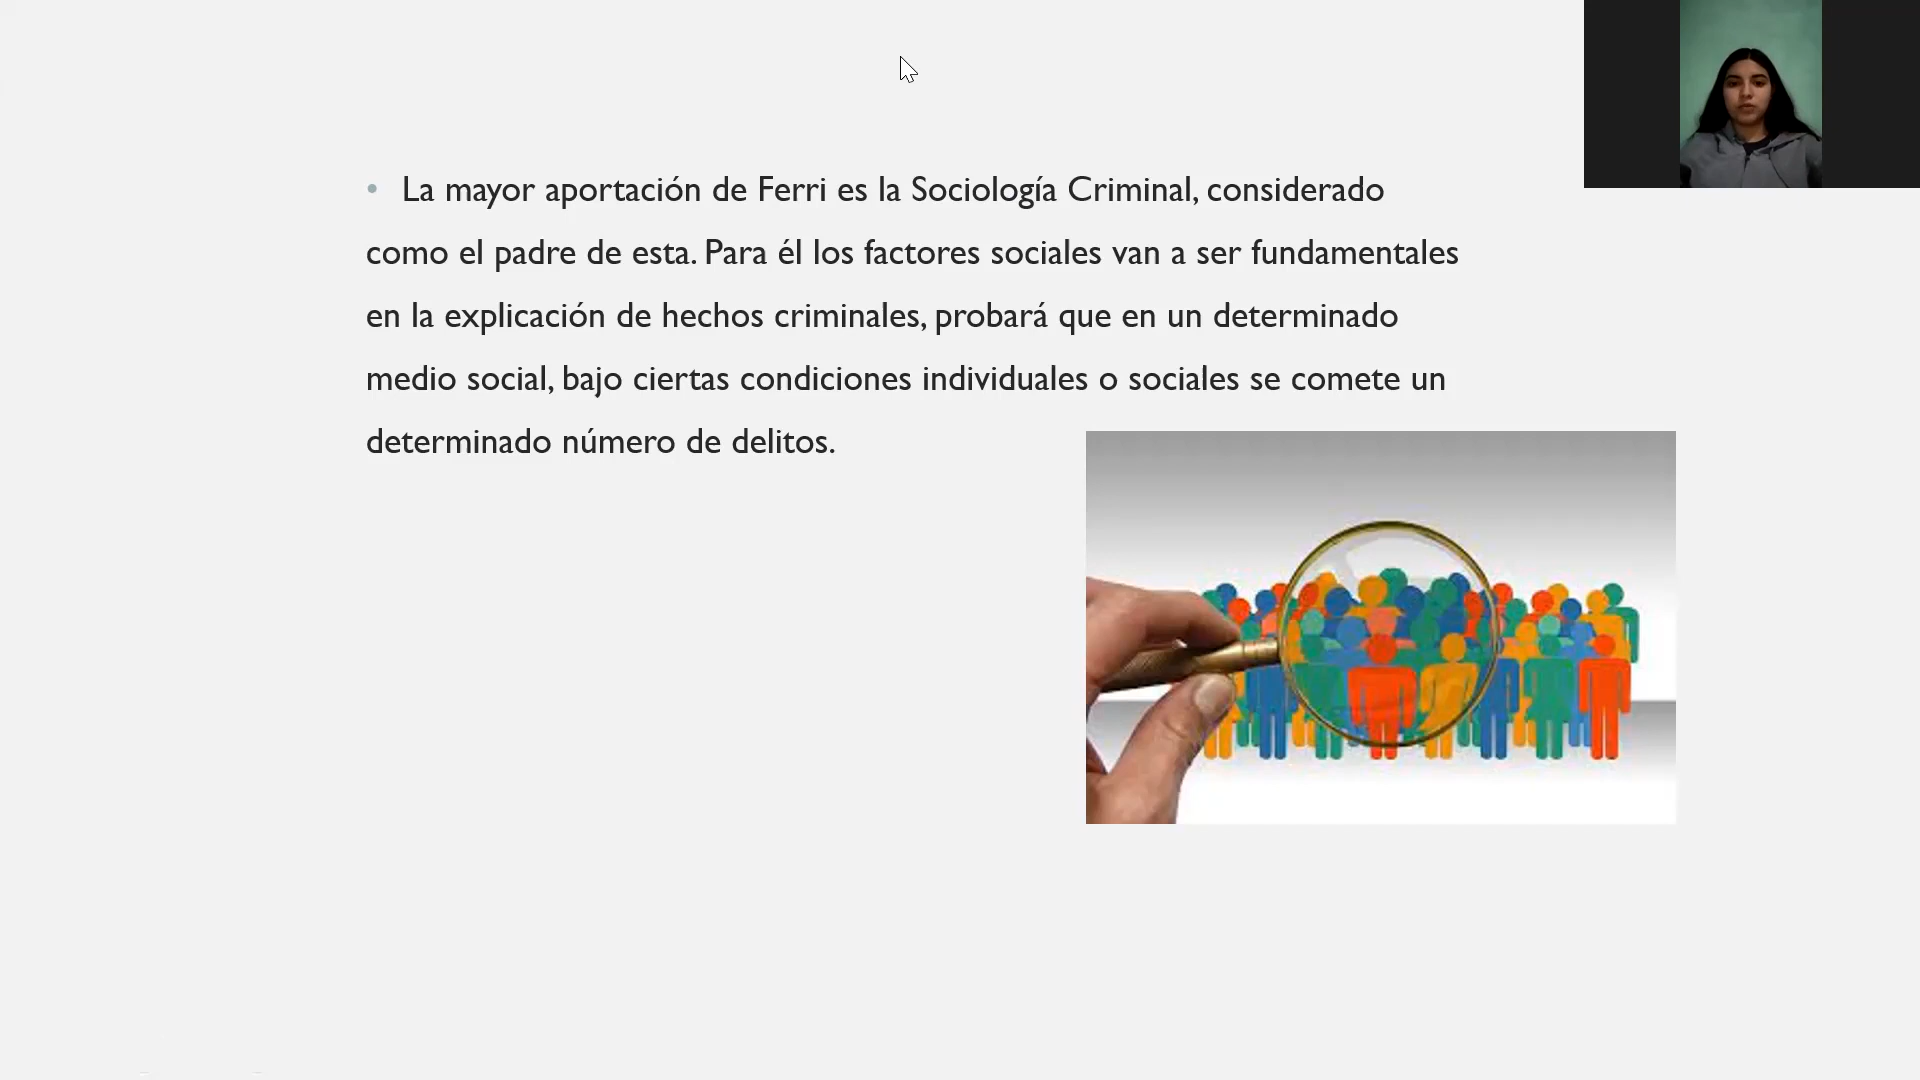 • La mayor aportación de Ferri es la Sociología Criminal, considerado
como el padre de esta. Para él los factores sociales van a ser fundamentales
en la explicación de hechos criminales, probará que en un determinado
medio social, bajo ciertas condiciones individuales o sociales se comete un
determinado número de delitos.